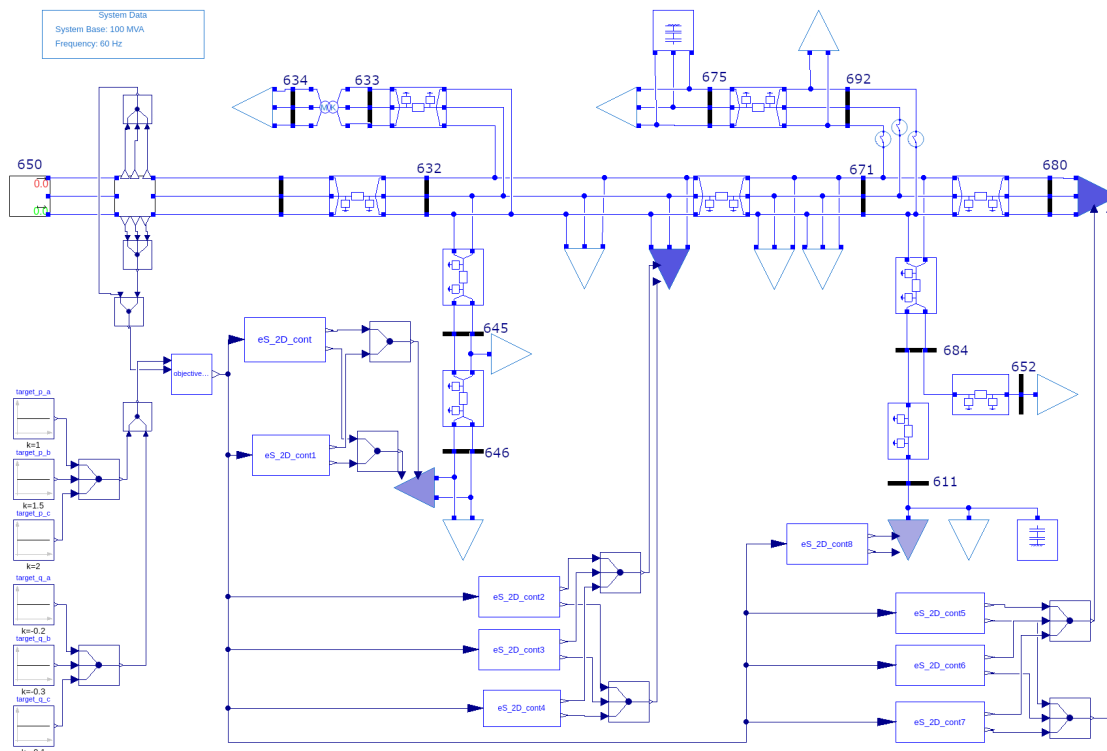 System Data
System Base: 100 MVA
Frequency: 60 Hz
634
633
675
692
650
0.0
632
671
680
645
684
652
646
611
eS_2D_cont
eS_2D_cont1
objective...
target_p_a
k=1
target_p_b
k=1.5
target_p_c
k=2
target_q_a
k=-0.2
target_q_b
k=-0.3
target_q_c
eS_2D_cont8
eS_2D_cont2
eS_2D_cont3
eS_2D_cont4
eS_2D_cont5
eS_2D_cont6
eS_2D_cont7